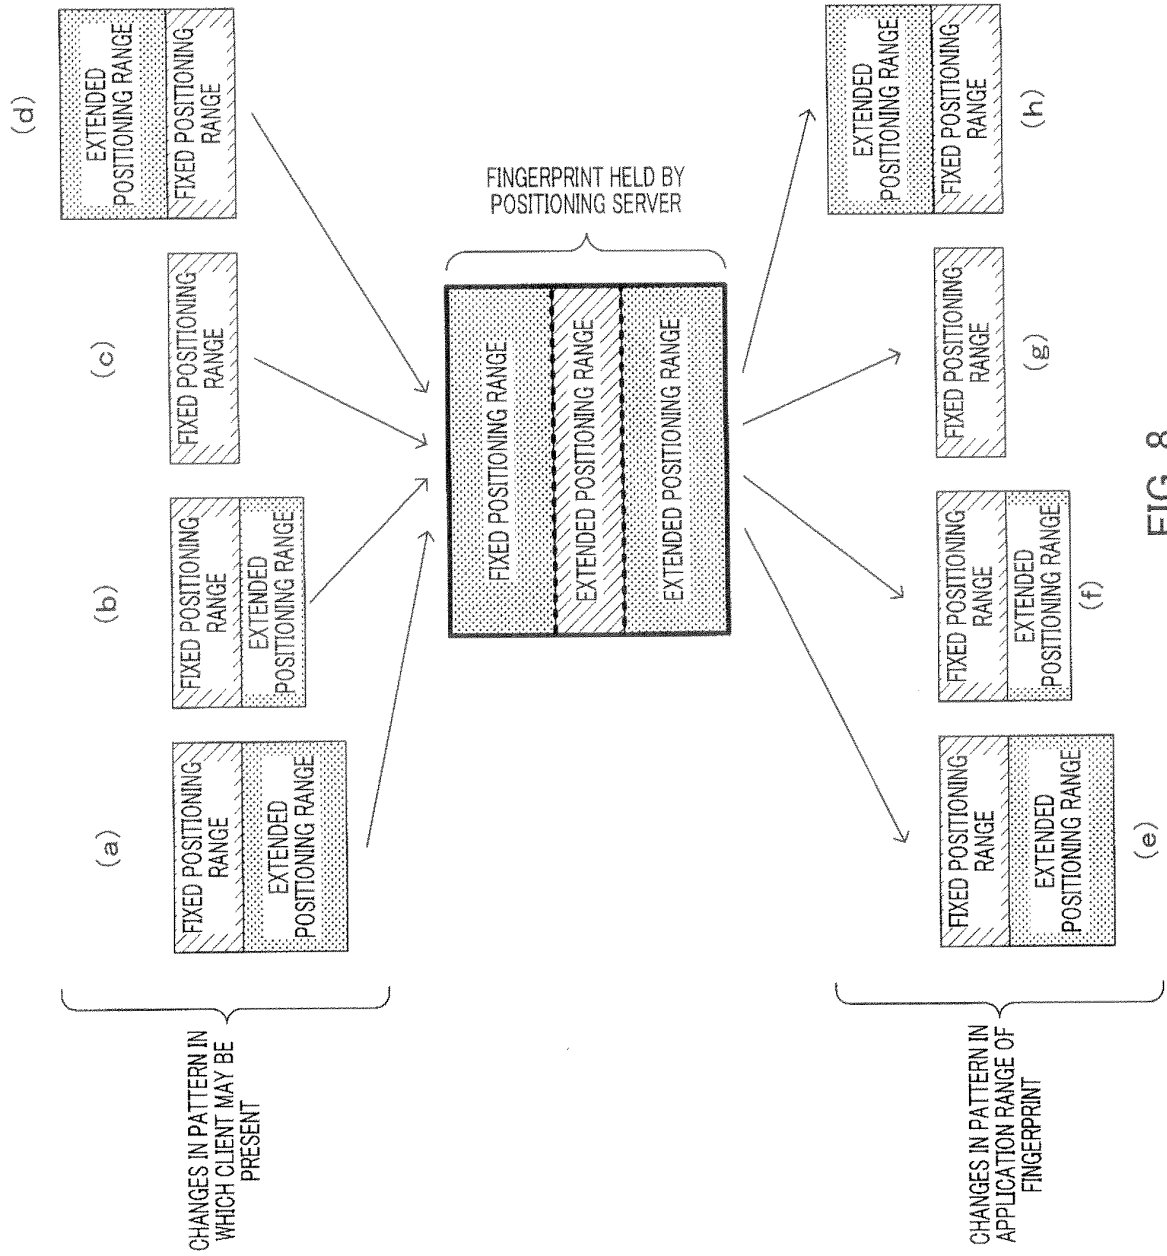 CHANGES IN PATTERN IN
WHICH CLIENT MAY BE
PRESENT
(a)
FIXED POSITIONING
RANGE
EXTENDED
POSITIONING RANGE
(b)
FIXED POSITIONING
RANGE
EXTENDED
POSITIONING RANGE
(c)
FIXED POSITIONING
RANGE
(d)
EXTENDED
POSITIONING RANGE
FIXED POSITIONING
RANGE
FIXED POSITIONING RANGE
EXTENDED POSITIONING RANGE
EXTENDED POSITIONING RANGE
FINGERPRINT HELD BY
POSITIONING SERVER
CHANGES IN PATTERN IN
APPLICATION RANGE OF
FINGERPRINT
FIXED POSITIONING
RANGE
EXTENDED
POSITIONING RANGE
(e)
FIXED POSITIONING
RANGE
EXTENDED
POSITIONING RANGE
(f)
FIXED POSITIONING
RANGE
(g)
EXTENDED
POSITIONING RANGE
FIXED POSITIONING
RANGE
(h)
FIG. 8